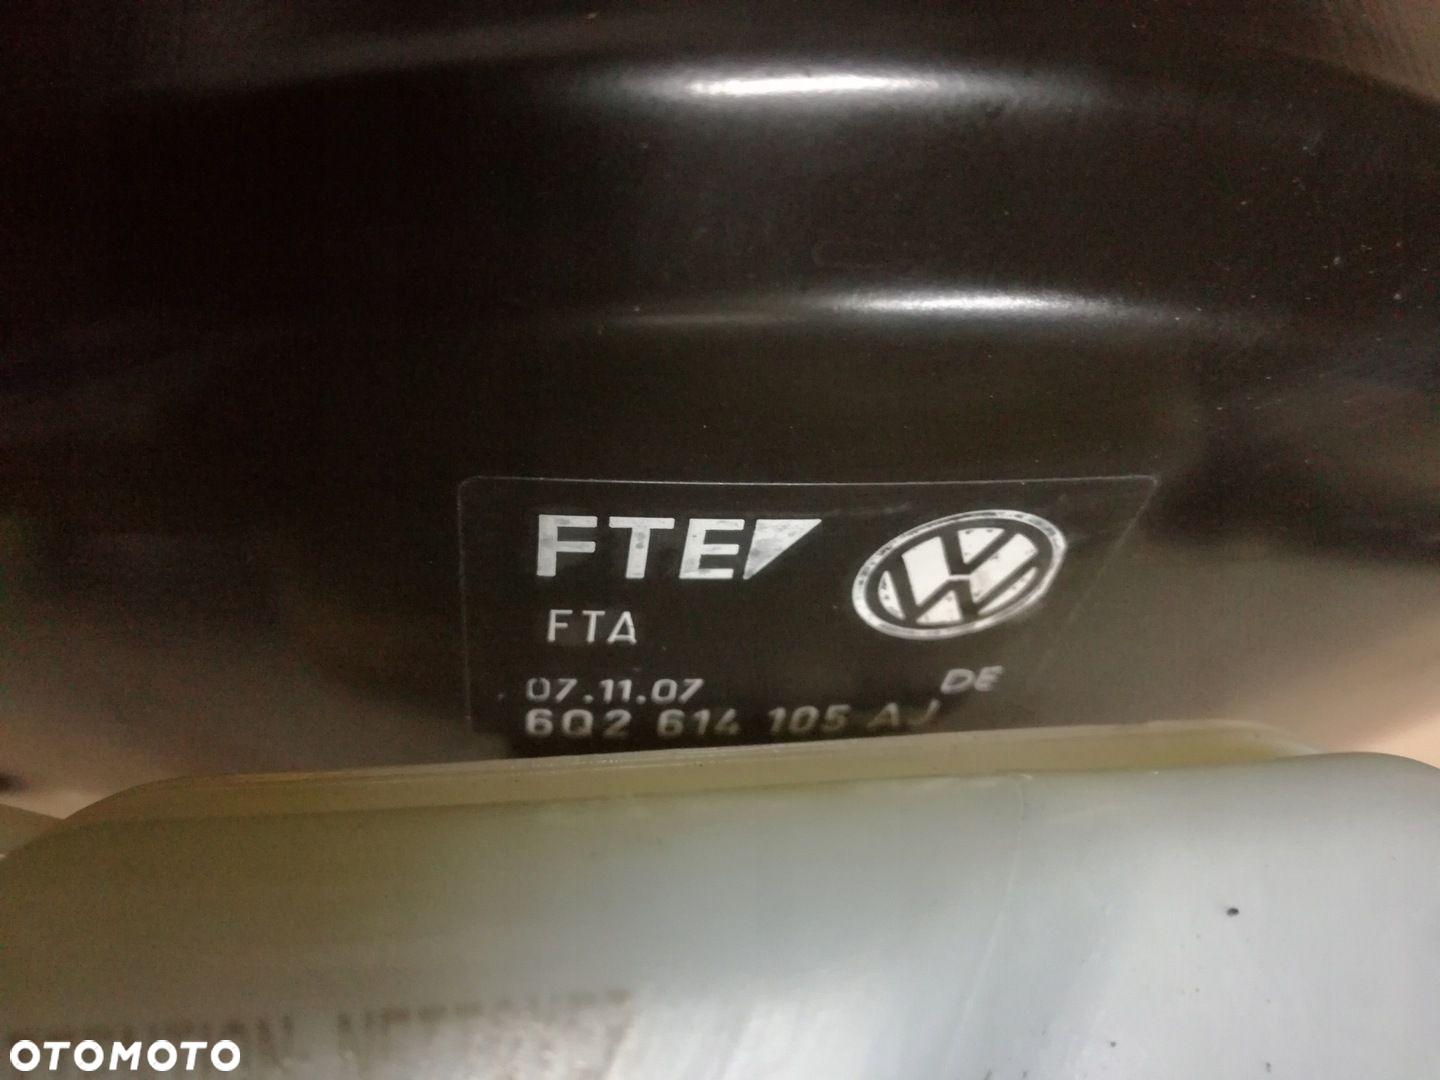 FTE
FTA
DE
07.11.07
6Q2 614 105 AJ
OTOMOTO